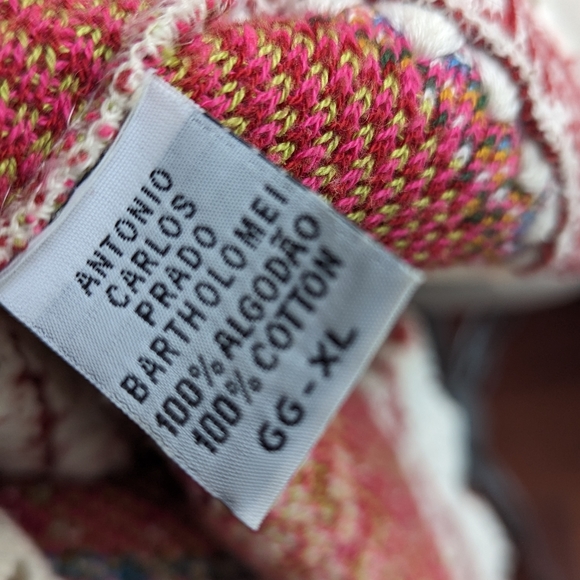 ANTONIO
CARLOS
PRADO
BARTHOLOMEI
100% ALGODÃO
100% COTTON
GG - XL